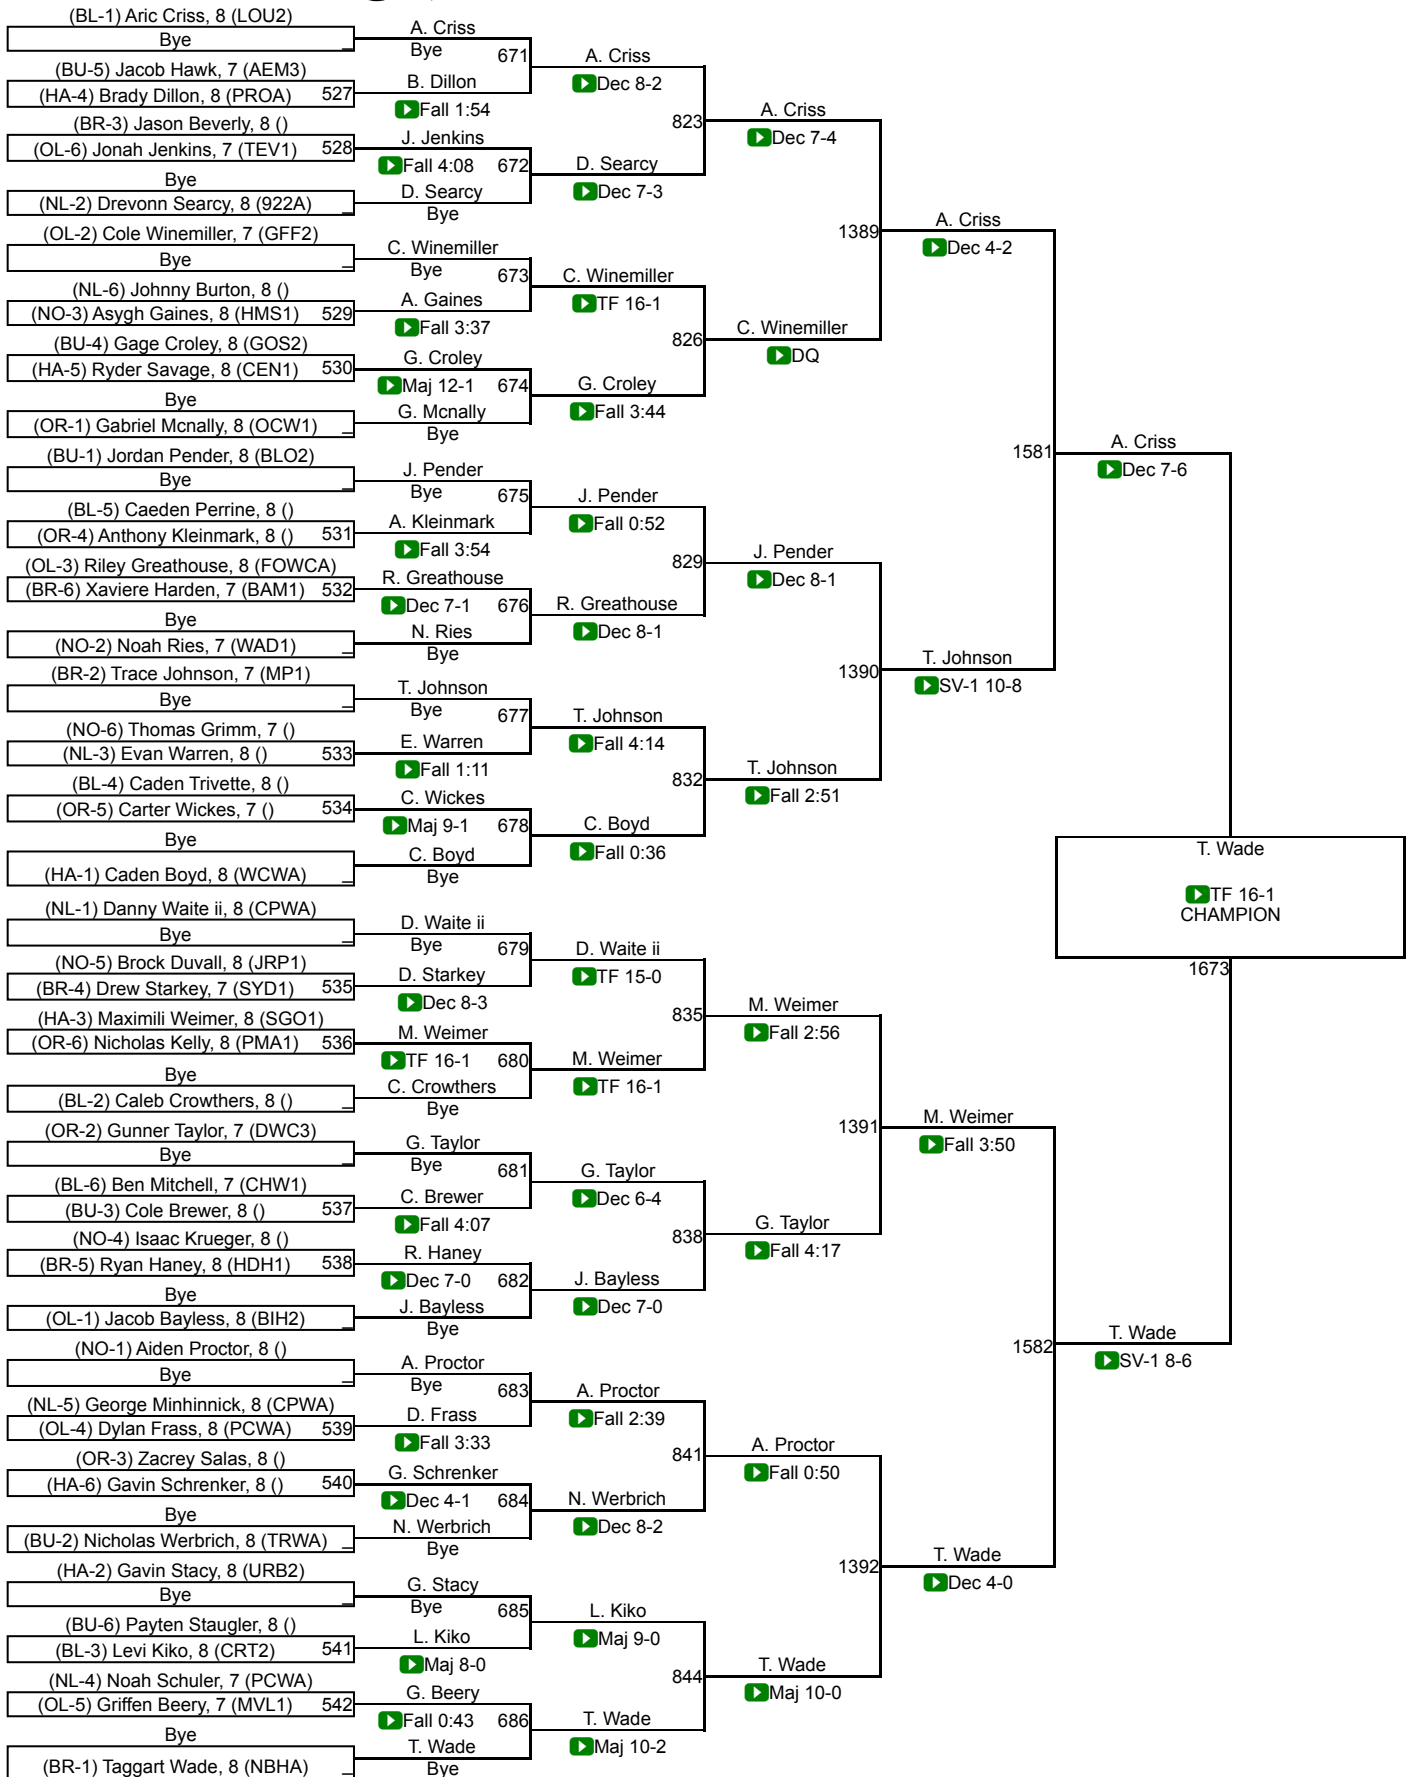 (BL-1) Aric Criss, 8 (LOU2)
Bye
(BU-5) Jacob Hawk, 7 (AEM3)
(HA-4) Brady Dillon, 8 (PROA) 527
(BR-3) Jason Beverly, 8 ()
(OL-6) Jonah Jenkins, 7 (TEV1) 528
Bye
(NL-2) Drevonn Searcy, 8 (922A)
(OL-2) Cole Winemiller, 7 (GFF2)
Bye
(NL-6) Johnny Burton, 8 ()
(NO-3) Asygh Gaines, 8 (HMS1) 529
(BU-4) Gage Croley, 8 (GOS2)
(HA-5) Ryder Savage, 8 (CEN1) 530
Bye
(OR-1) Gabriel Mcnally, 8 (OCW1)
(BU-1) Jordan Pender, 8 (BLO2)
Bye
(BL-5) Caeden Perrine, 8 ()
(OR-4) Anthony Kleinmark, 8 () 531
(OL-3) Riley Greathouse, 8 (FOWCA)
(BR-6) Xaviere Harden, 7 (BAM1) 532
Bye
(NO-2) Noah Ries, 7 (WAD1)
(BR-2) Trace Johnson, 7 (MP1)
Bye
(NO-6) Thomas Grimm, 7 ()
(NL-3) Evan Warren, 8 () 533
(BL-4) Caden Trivette, 8 ()
(OR-5) Carter Wickes, 7 () 534
Bye
(HA-1) Caden Boyd, 8 (WCWA)
(NL-1) Danny Waite ii, 8 (CPWA)
Bye
(NO-5) Brock Duvall, 8 (JRP1)
(BR-4) Drew Starkey, 7 (SYD1) 535
(HA-3) Maximili Weimer, 8 (SGO1)
(OR-6) Nicholas Kelly, 8 (PMA1) 536
Bye
(BL-2) Caleb Crowthers, 8 ()
(OR-2) Gunner Taylor, 7 (DWC3)
Bye
(BL-6) Ben Mitchell, 7 (CHW1)
(BU-3) Cole Brewer, 8 () 537
(NO-4) Isaac Krueger, 8 ()
(BR-5) Ryan Haney, 8 (HDH1) 538
Bye
(OL-1) Jacob Bayless, 8 (BIH2)
(NO-1) Aiden Proctor, 8 ()
Bye
(NL-5) George Minhinnick, 8 (CPWA)
(OL-4) Dylan Frass, 8 (PCWA) 539
(OR-3) Zacrey Salas, 8 ()
(HA-6) Gavin Schrenker, 8 () 540
Bye
(BU-2) Nicholas Werbrich, 8 (TRWA)
(HA-2) Gavin Stacy, 8 (URB2)
Bye
(BU-6) Payten Staugler, 8 ()
(BL-3) Levi Kiko, 8 (CRT2) 541
(NL-4) Noah Schuler, 7 (PCWA)
(OL-5) Griffen Beery, 7 (MVL1) 542
Bye
(BR-1) Taggart Wade, 8 (NBHA)
A. Criss
Bye 671
B. Dillon
Fall 1:54
J. Jenkins
Fall 4:08 672
D. Searcy
Bye
C. Winemiller
Bye 673
A. Gaines
Fall 3:37
G. Croley
Maj 12-1 674
G. Mcnally
Bye
J. Pender
Bye 675
A. Kleinmark
Fall 3:54
R. Greathouse
Dec 7-1 676
N. Ries
Bye
T. Johnson
Bye 677
E. Warren
Fall 1:11
C. Wickes
Maj 9-1 678
C. Boyd
Bye
D. Waite ii
Bye 679
D. Starkey
Dec 8-3
M. Weimer
TF 16-1 680
C. Crowthers
Bye
G. Taylor
Bye 681
C. Brewer
Fall 4:07
R. Haney
Dec 7-0 682
J. Bayless
Bye
A. Proctor
Bye 683
D. Frass
Fall 3:33
G. Schrenker
Dec 4-1 684
N. Werbrich
Bye
G. Stacy
Bye 685
L. Kiko
Maj 8-0
G. Beery
Fall 0:43 686
T. Wade
Bye
A. Criss
Dec 8-2
823
D. Searcy
Dec 7-3
C. Winemiller
TF 16-1
826
G. Croley
Fall 3:44
J. Pender
Fall 0:52
829
R. Greathouse
Dec 8-1
T. Johnson
Fall 4:14
832
C. Boyd
Fall 0:36
D. Waite ii
TF 15-0
835
M. Weimer
TF 16-1
G. Taylor
Dec 6-4
838
J. Bayless
Dec 7-0
A. Proctor
Fall 2:39
841
N. Werbrich
Dec 8-2
L. Kiko
Maj 9-0
844
T. Wade
Maj 10-2
A. Criss
Dec 7-4
1389
C. Winemiller
DQ
J. Pender
Dec 8-1
1390
T. Johnson
Fall 2:51
M. Weimer
Fall 2:56
1391
G. Taylor
Fall 4:17
A. Proctor
Fall 0:50
1392
T. Wade
Maj 10-0
A. Criss
Dec 4-2
1581
T. Johnson
SV-1 10-8
M. Weimer
Fall 3:50
1582
T. Wade
Dec 4-0
A. Criss
Dec 7-6
T. Wade
SV-1 8-6
T. Wade
TF 16-1
CHAMPION
1673